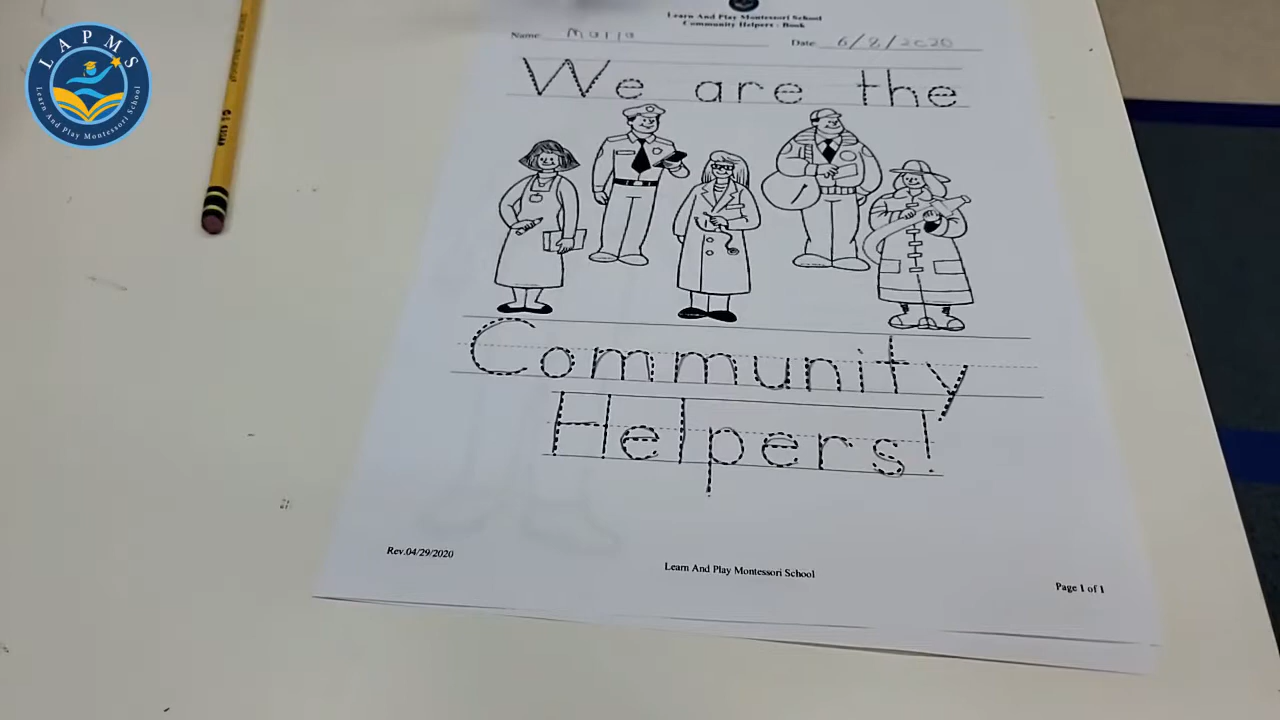 LAPMS
Learn And Play Montessori School
Learn And Play Montessori School
Community Helpers - Book
Name Date 6/8/2020
We are the
Community
Helpers!
Rev.04/29/2020
Learn And Play Montessori School
Page 1 of 1